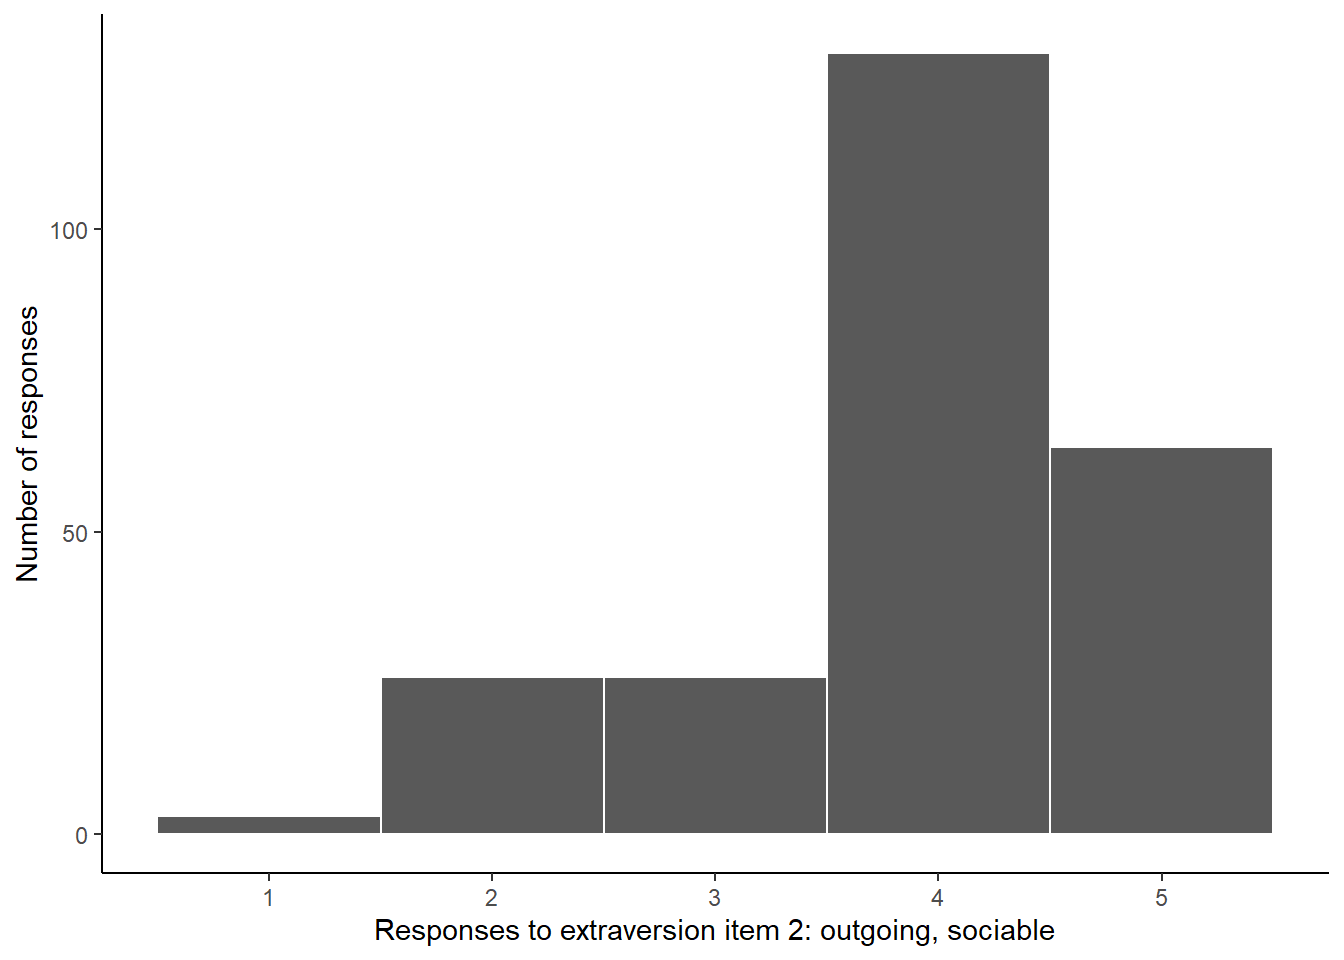 Number of responses
100
50
0
1 2 3 4 5
Responses to extraversion item 2: outgoing, sociable